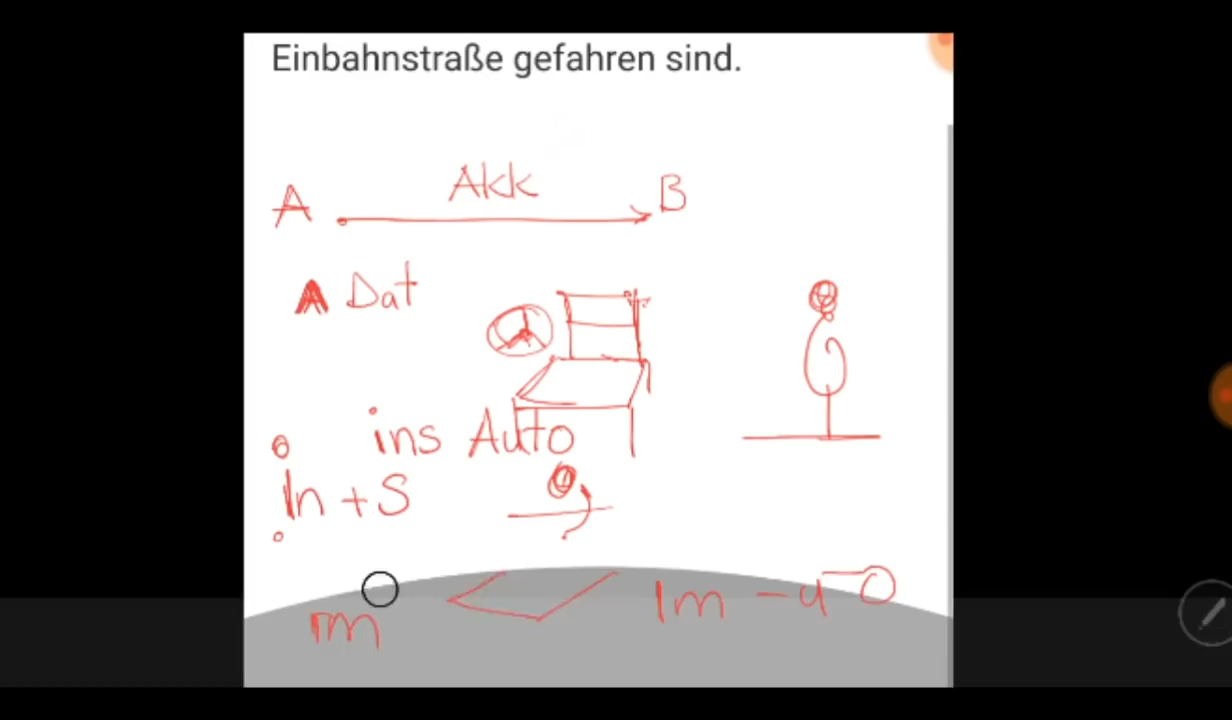 Einbahnstraße gefahren sind.
A Akk B
A Dat
ins Auto
In + S
im Im